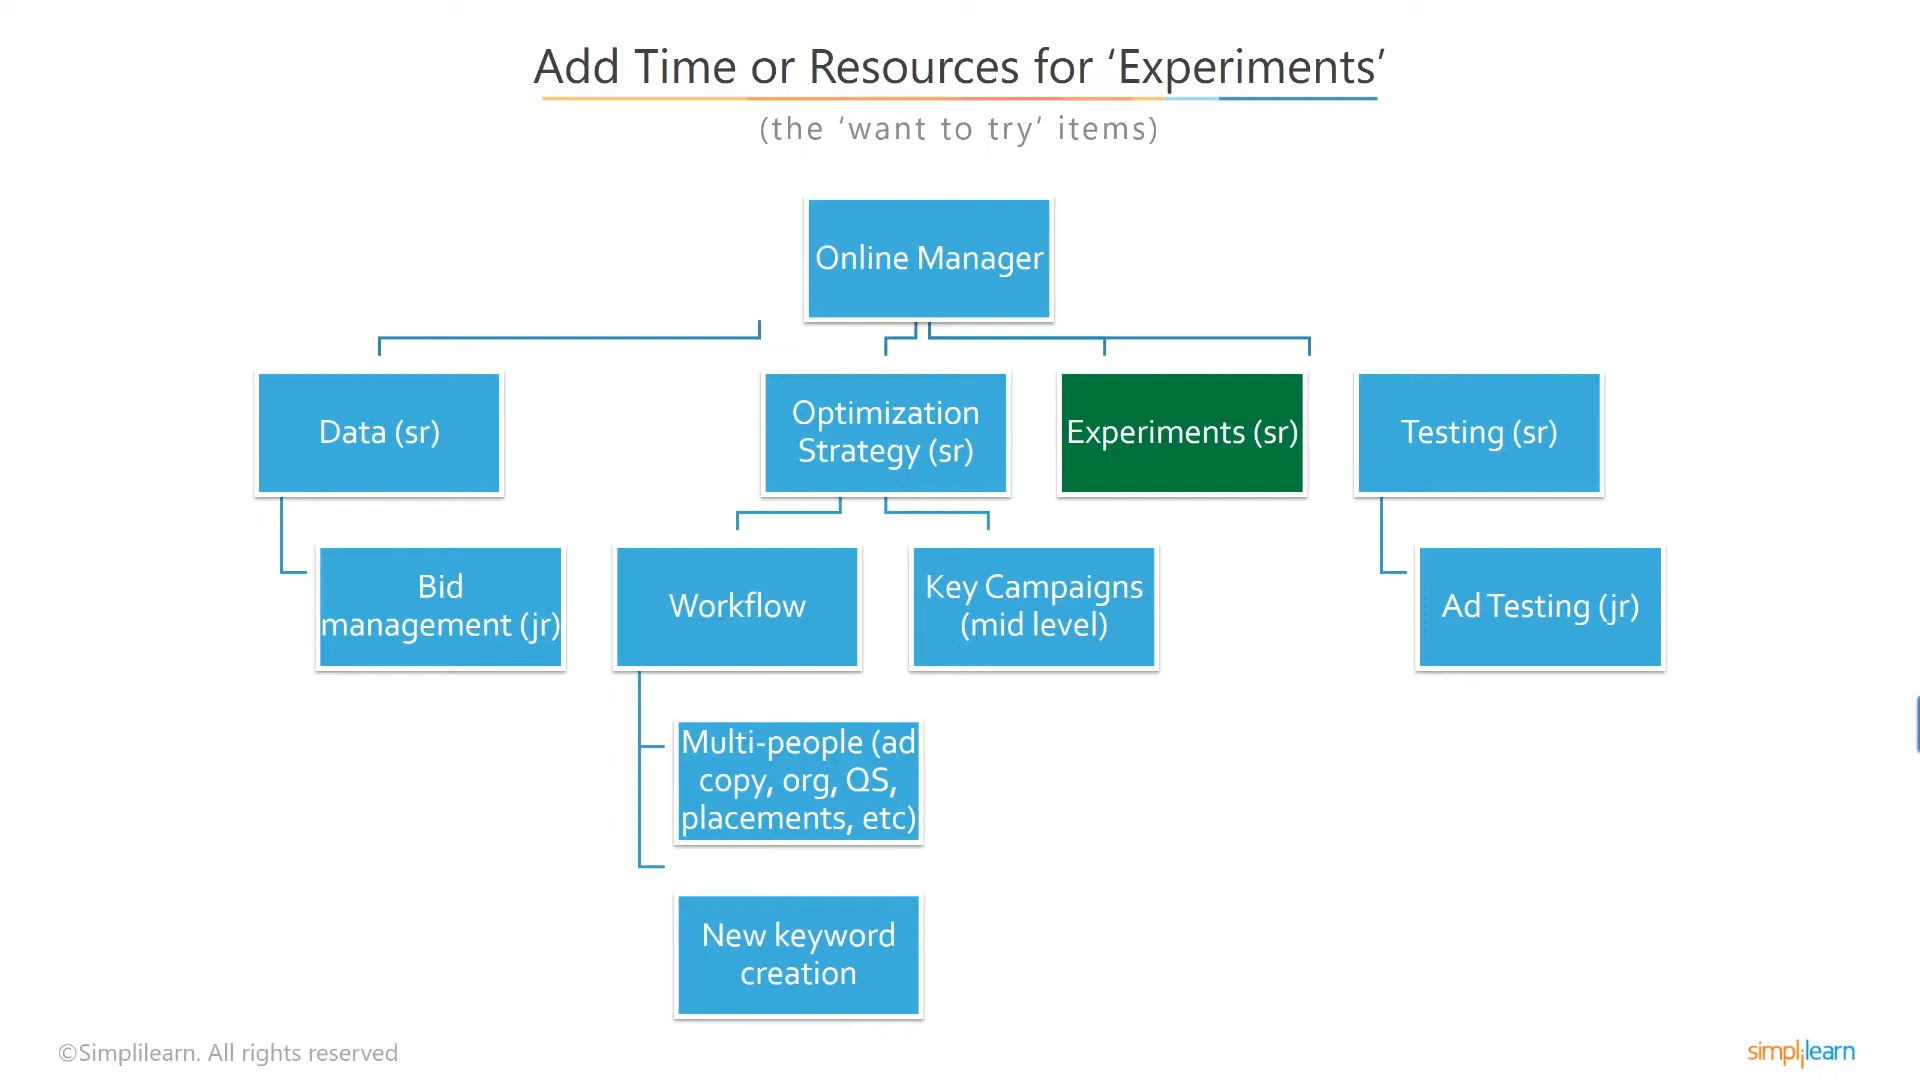 Add Time or Resources for ‘Experiments’
(the ‘want to try’ items)
Online Manager
Data (sr)
Optimization
Strategy (sr)
Experiments (sr)
Testing (sr)
Bid
management (jr)
Workflow
Key Campaigns
(mid level)
Ad Testing (jr)
Multi-people (ad
copy, org, QS,
placements, etc)
New keyword
creation
©Simplilearn. All rights reserved
simplilearn